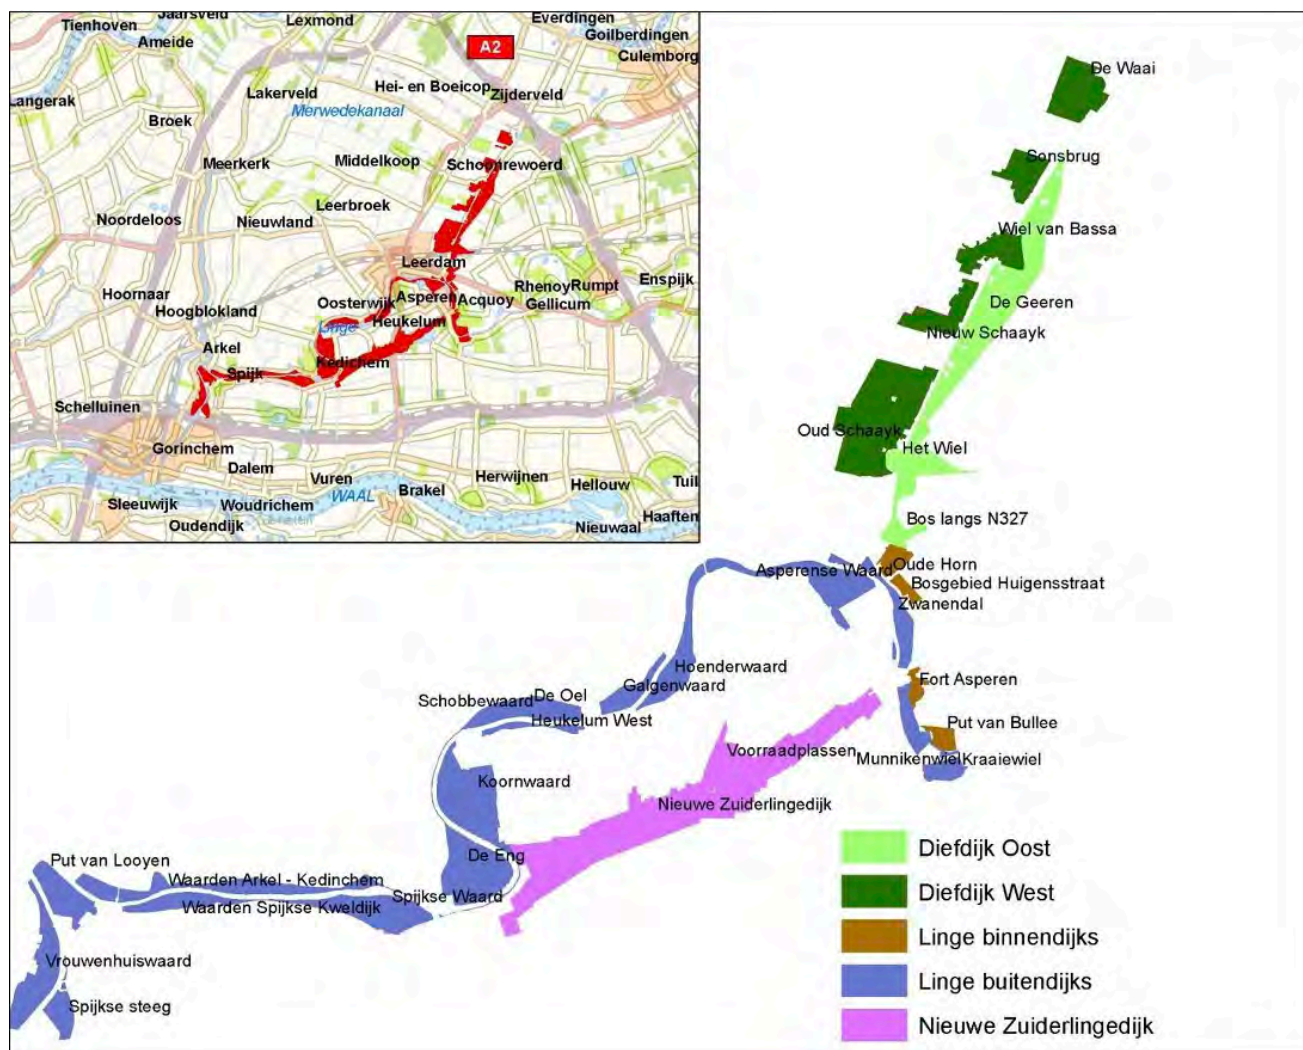 Jaarsveld
Lexmond
Everdingen
Tienhoven
Goilberdingen
Ameide
A2
Culemborg
Hei- en Boeicop
Lakerveld
Zijderveld
Langerak
Merwedekanaal
Broek
Meerkerk
Middelkoop
Schoonrewoerd
Leerbroek
Noordeloos
Nieuwland
Leerdam
Enspijk
Rhenoy
Rumpt
Hoornaar
Oosterwijk
Asperen
Acquoy
Gellicum
Hoogblokland
Linge
Heukelum
Arkel
Kedichem
Spijk
Schelluinen
Gorinchem
Dalem
Vuren
Herwijnen
Tuil
WAAL
Brakel
Hellouw
Sleeuwijk
Woudrichem
Haaften
Oudendijk
Nieuwaal
De Waai
Sonsbrug
Wiel van Bassa
De Geeren
Nieuw Schaayk
Oud Schaayk
Het Wiel
Bos langs N327
Oude Horn
Asperense Waard
Bosgebied Huigensstraat
Zwanendal
Hoenderwaard
Fort Asperen
Galgenwaard
De Oel
Schobbewaard
Heukelum West
Put van Bullee
Voorraadplassen
Munnikenwiel
Kraaiewiel
Koornwaard
Nieuwe Zuiderlingedijk
De Eng
Put van Looyen
Waarden Arkel - Kedinchem
Spijkse Waard
Waarden Spijkse Kweldijk
Vrouwenhuiswaard
Spijkse steeg
Diefdijk Oost
Diefdijk West
Linge binnendijks
Linge buitendijks
Nieuwe Zuiderlingedijk